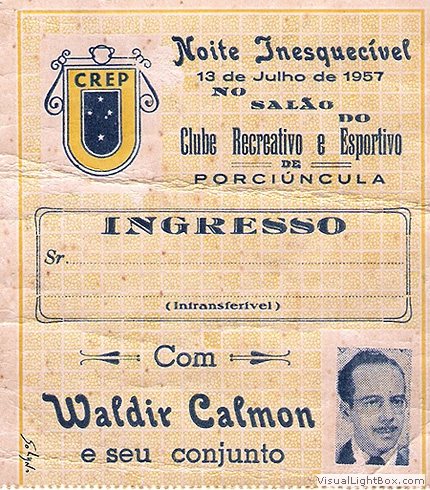 CREP
Noite Inesquecível
13 de Julho de 1957
NO
SALÃO
DO
Clube Recreativo e Esportivo
DE
PORCIÚNCULA
INGRESSO
Sr.
(Intransferível)
Com
Waldir Calmon
e seu conjunto
VisualLightBox.com